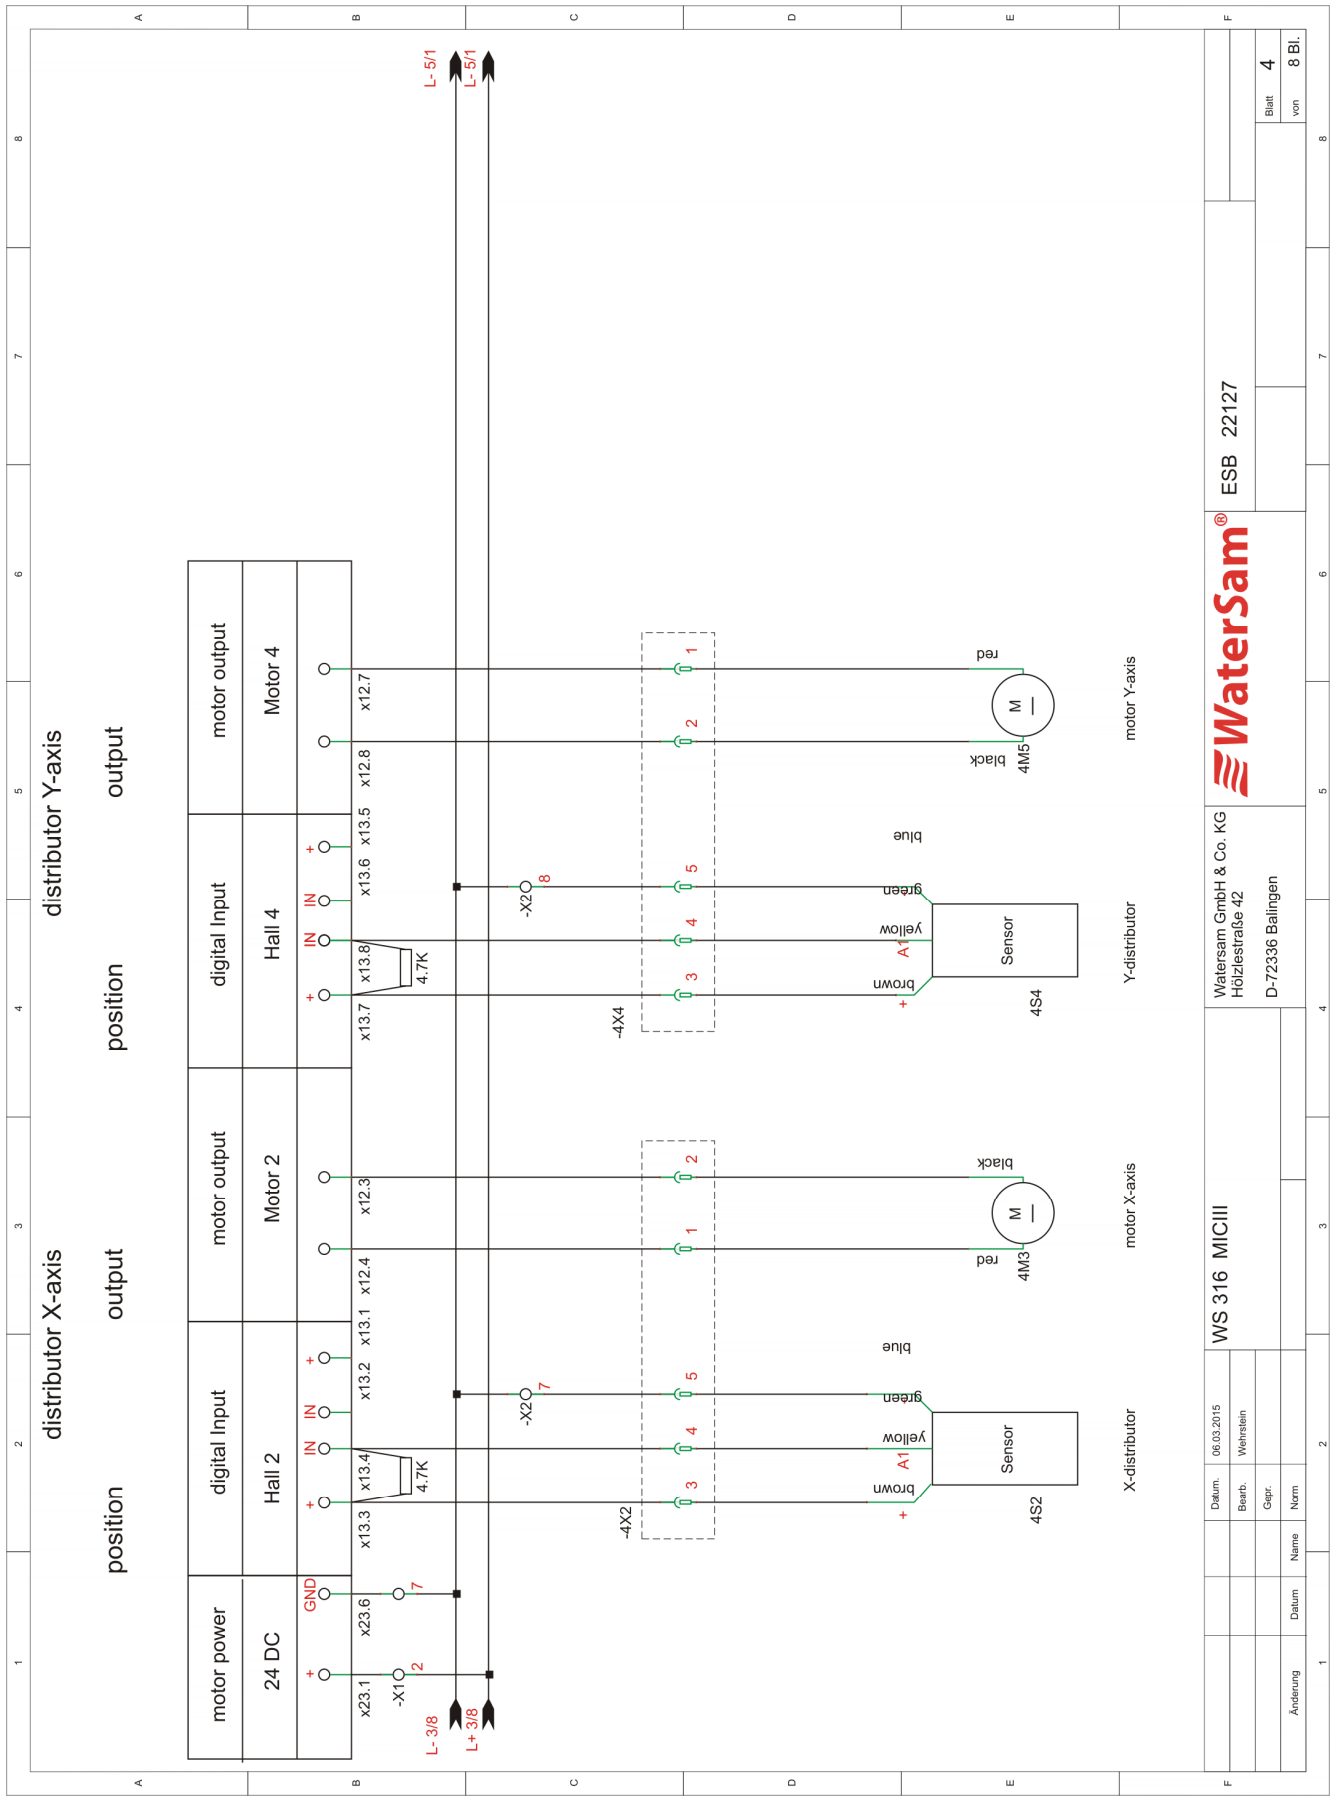 1 2 3 4 5 6 7 8
A
B
C
D
E
F
distributor X-axis
distributor Y-axis
position
output
position
output
motor power
digital Input
motor output
digital Input
motor output
24 DC
Hall 2
Motor 2
Hall 4
Motor 4
+ GND + IN IN + + IN IN +
x23.1 x23.6 x13.3 x13.4 x13.2 x13.1 x12.4 x12.3 x13.7 x13.8 x13.6 x13.5 x12.8 x12.7
-X1 2 7
4.7K
4.7K
L- 3/8
L- 5/1
L+ 3/8
L- 5/1
-X2 7
-X2 8
-4X2
3 4 5 1 2
-4X4
3 4 5 2 1
brown yellow green blue
+ A1 -
red black
brown yellow green blue
+ A1 -
black red
Sensor
4S2
M
4M3
Sensor
4S4
M
4M5
X-distributor
motor X-axis
Y-distributor
motor Y-axis
Änderung
Datum
Name
Datum. 06.03.2015
Bearb. Wehrstein
Gepr.
Norm
WS 316 MICIII
Watersam GmbH & Co. KG
Hölzlestraße 42
D-72336 Balingen
WaterSam®
ESB 22127
Blatt 4
von 8 Bl.
A
B
C
D
E
F
1 2 3 4 5 6 7 8